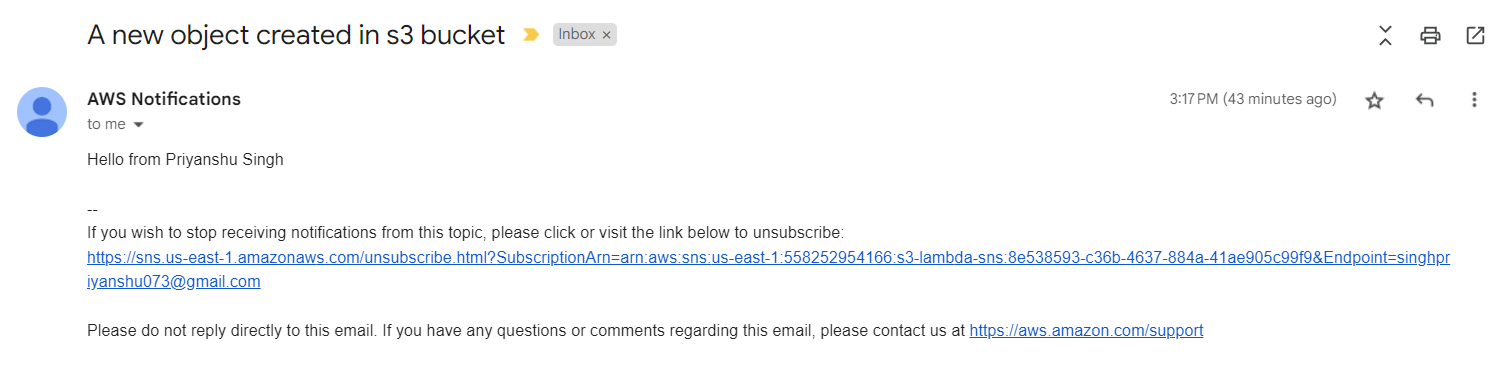 A new object created in s3 bucket
Inbox ×
AWS Notifications
3:17 PM (43 minutes ago)
to me
Hello from Priyanshu Singh
--
If you wish to stop receiving notifications from this topic, please click or visit the link below to unsubscribe:
https://sns.us-east-1.amazonaws.com/unsubscribe.html?SubscriptionArn=arn:aws:sns:us-east-1:558252954166:s3-lambda-sns:8e538593-c36b-4637-884a-41ae905c99f9&Endpoint=singhpr
iyanshu073@gmail.com
Please do not reply directly to this email. If you have any questions or comments regarding this email, please contact us at https://aws.amazon.com/support